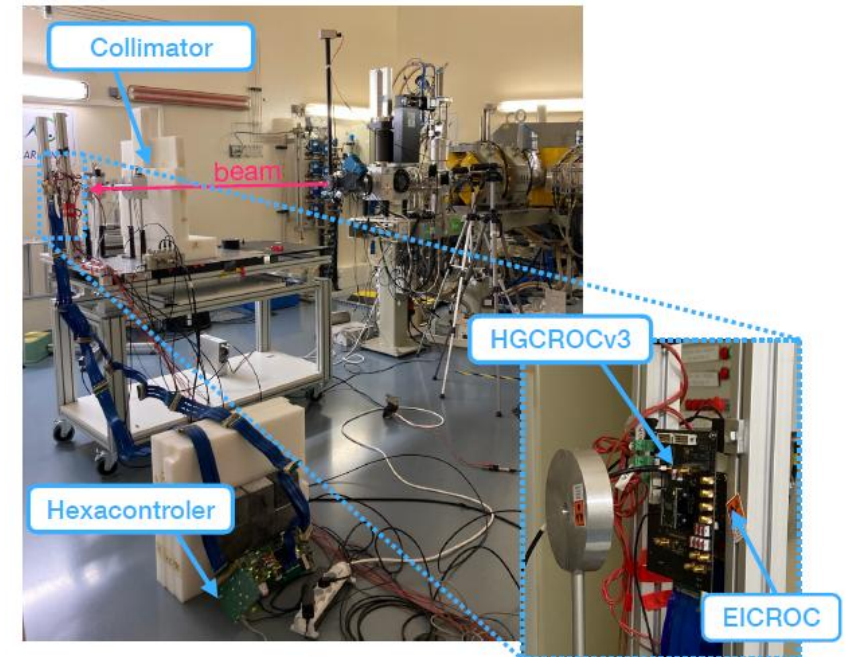 Collimator
beam
HGCROCv3
Hexacontroler
EICROC